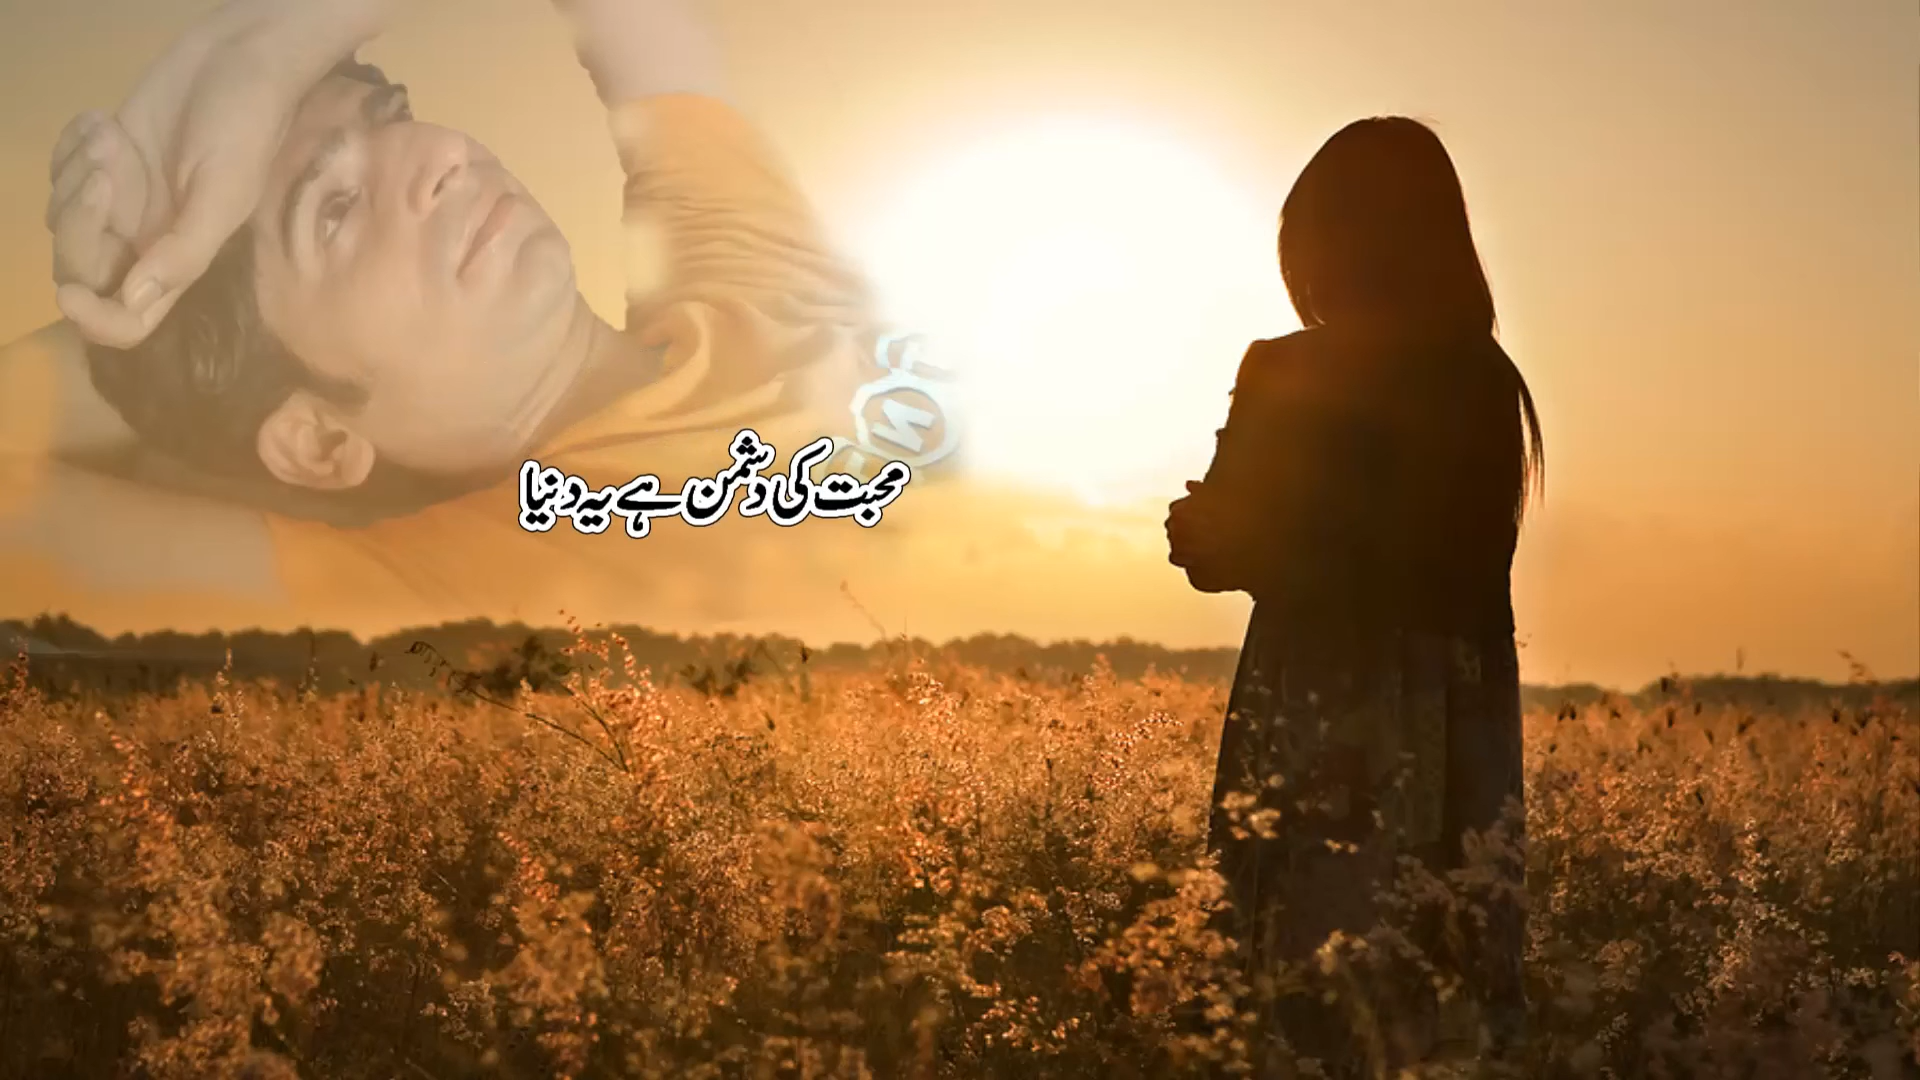 محبت کی دشمن ہے یہ دنیا